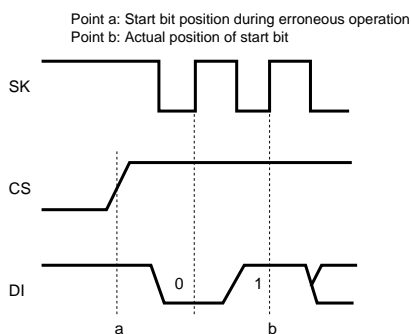 Point a: Start bit position during erroneous operation
Point b: Actual position of start bit
SK
CS
DI
0 1
a b